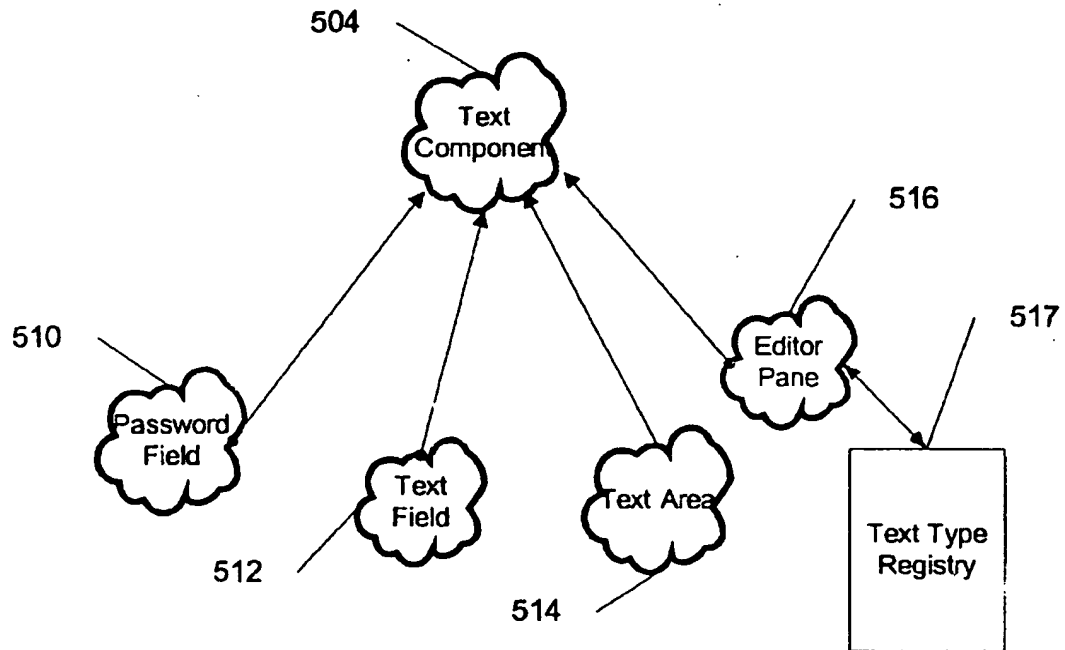 504
Text
Component
516
517
510
Editor
Pane
Password
Field
Text
Field
Text Area
Text Type
Registry
512
514